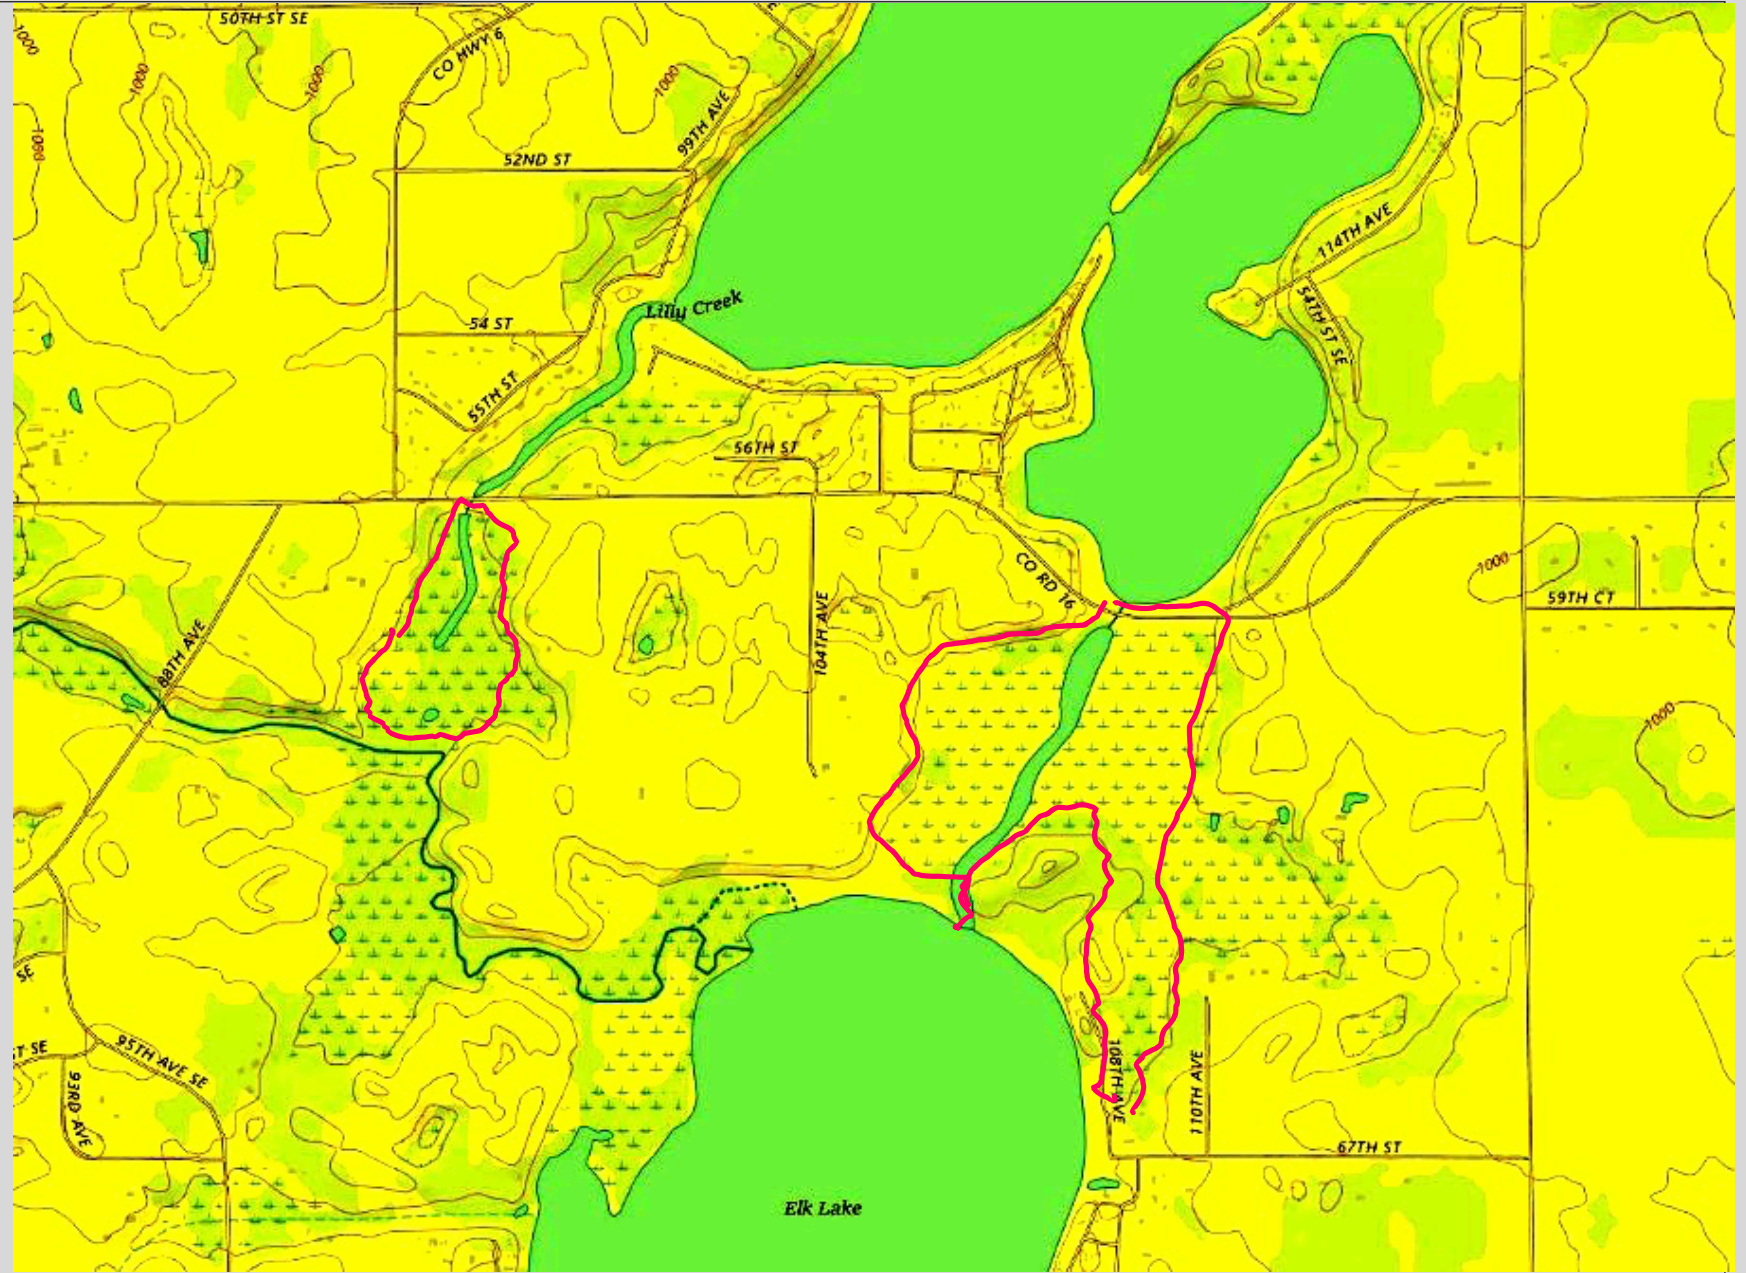 50TH ST SE
1000
CO HWY 6
1000
1000
1000
1000
99TH AVE
52ND ST
114TH AVE
Lilly Creek
54 ST
54TH ST SE
55TH ST
56TH ST
CO RD 16
1000
59TH CT
88TH AVE
104TH AVE
1000
SE
T SE
95TH AVE SE
93RD AVE
108TH AVE
110TH AVE
67TH ST
Elk Lake